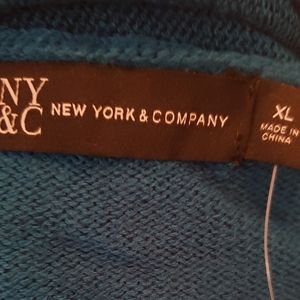 NY
&C
NEW YORK & COMPANY
XL
MADE IN
CHINA